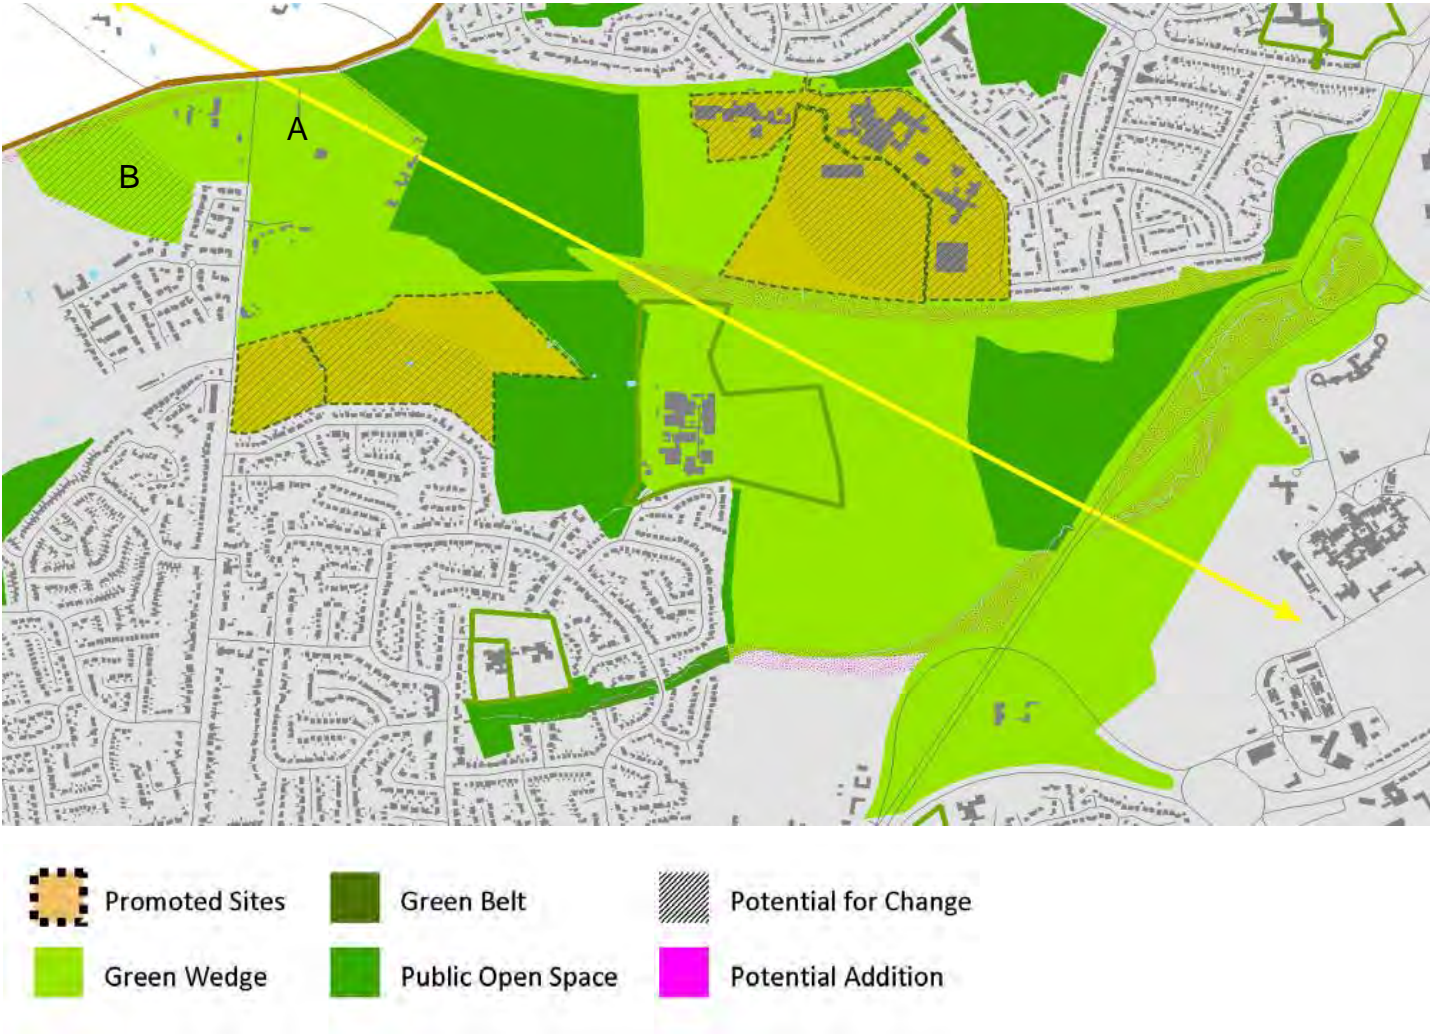 A
B
Promoted Sites
Green Belt
Potential for Change
Green Wedge
Public Open Space
Potential Addition